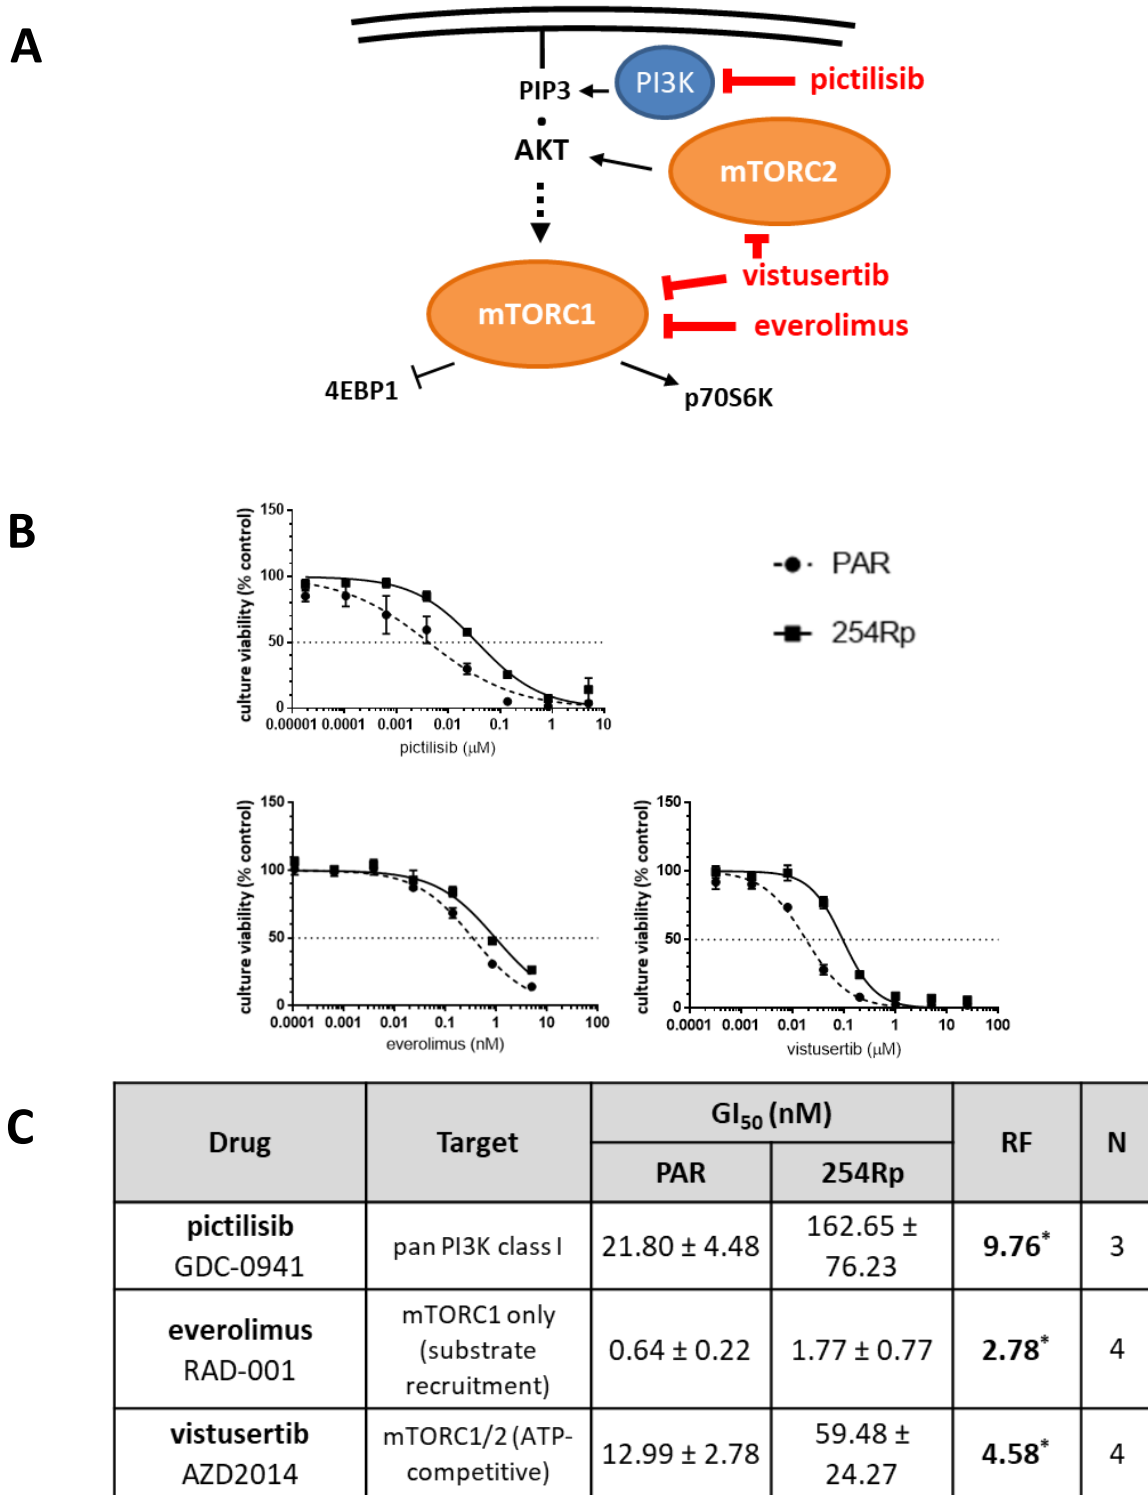 A
PIP3
PI3K
pictilisib
AKT
mTORC2
vistusertib
mTORC1
everolimus
4EBP1
p70S6K
B
culture viability (% control)
150
100
50
0
0.00001 0.0001 0.001 0.01 0.1 1 10
pictilisib (μM)
PAR
254Rp
culture viability (% control)
150
100
50
0
0.0001 0.001 0.01 0.1 1 10 100
everolimus (nM)
culture viability (% control)
150
100
50
0
0.0001 0.001 0.01 0.1 1 10 100
vistusertib (μM)
C
Drug
Target
GI50 (nM)
RF
N
PAR
254Rp
pictilisib
GDC-0941
pan PI3K class I
21.80 ± 4.48
162.65 ±
76.23
9.76*
3
everolimus
RAD-001
mTORC1 only
(substrate
recruitment)
0.64 ± 0.22
1.77 ± 0.77
2.78*
4
vistusertib
AZD2014
mTORC1/2 (ATP-
competitive)
12.99 ± 2.78
59.48 ±
24.27
4.58*
4